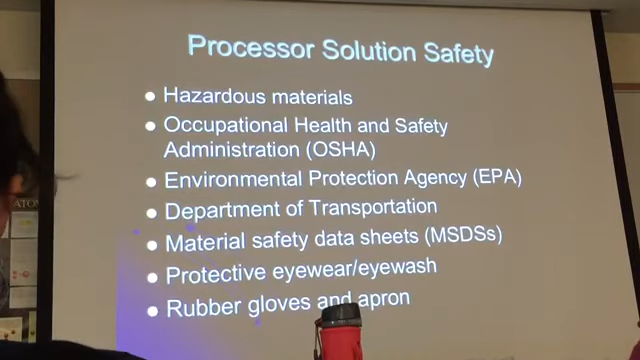 Processor Solution Safety
● Hazardous materials
● Occupational Health and Safety
Administration (OSHA)
● Environmental Protection Agency (EPA)
● Department of Transportation
● Material safety data sheets (MSDSs)
● Protective eyewear/eyewash
● Rubber gloves and apron